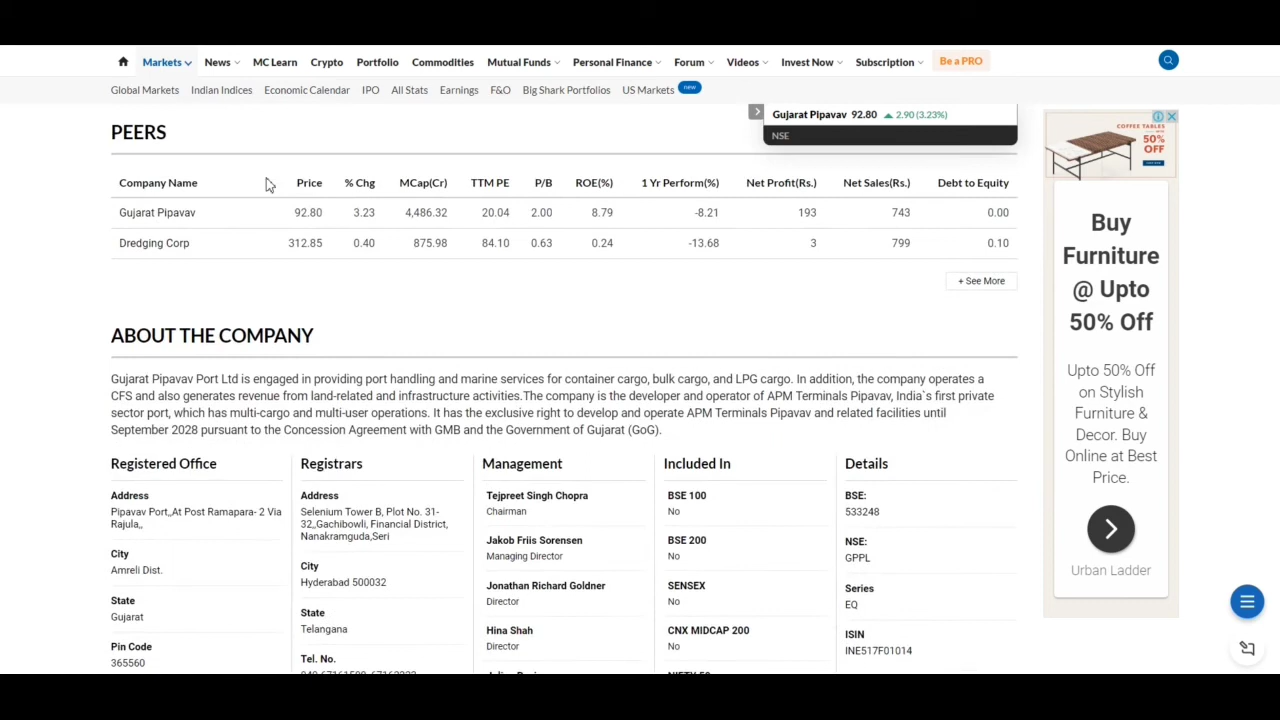 Markets News MC Learn Crypto Portfolio Commodities Mutual Funds Personal Finance Forum Videos Invest Now Subscription Be a PRO
Global Markets Indian Indices Economic Calendar IPO All Stats Earnings F&O Big Shark Portfolios US Markets new
Gujarat Pipavav 92.80 2.90 (3.23%)
NSE
PEERS
Company Name Price % Chg MCap(Cr) TTM PE P/B ROE(%) 1 Yr Perform(%) Net Profit(Rs.) Net Sales(Rs.) Debt to Equity
Gujarat Pipavav 92.80 3.23 4,486.32 20.04 2.00 8.79 -8.21 193 743 0.00
Dredging Corp 312.85 0.40 875.98 84.10 0.63 0.24 -13.68 3 799 0.10
+ See More
ABOUT THE COMPANY
Gujarat Pipavav Port Ltd is engaged in providing port handling and marine services for container cargo, bulk cargo, and LPG cargo. In addition, the company operates a
CFS and also generates revenue from land-related and infrastructure activities.The company is the developer and operator of APM Terminals Pipavav, India`s first private
sector port, which has multi-cargo and multi-user operations. It has the exclusive right to develop and operate APM Terminals Pipavav and related facilities until
September 2028 pursuant to the Concession Agreement with GMB and the Government of Gujarat (GoG).
Registered Office
Address
Pipavav Port,,At Post Ramapara- 2 Via
Rajula,,
City
Amreli Dist.
State
Gujarat
Pin Code
365560
Registrars
Address
Selenium Tower B, Plot No. 31-
32,,Gachibowli, Financial District,
Nanakramguda,Seri
City
Hyderabad 500032
State
Telangana
Tel. No.
Management
Tejpreet Singh Chopra
Chairman
Jakob Friis Sorensen
Managing Director
Jonathan Richard Goldner
Director
Hina Shah
Director
Included In
BSE 100
No
BSE 200
No
SENSEX
No
CNX MIDCAP 200
No
NIFTY 50
Details
BSE:
533248
NSE:
GPPL
Series
EQ
ISIN
INE517F01014
COFFEE TABLES
50%
OFF
Buy
Furniture
@ Upto
50% Off
Upto 50% Off
on Stylish
Furniture &
Decor. Buy
Online at Best
Price.
Urban Ladder